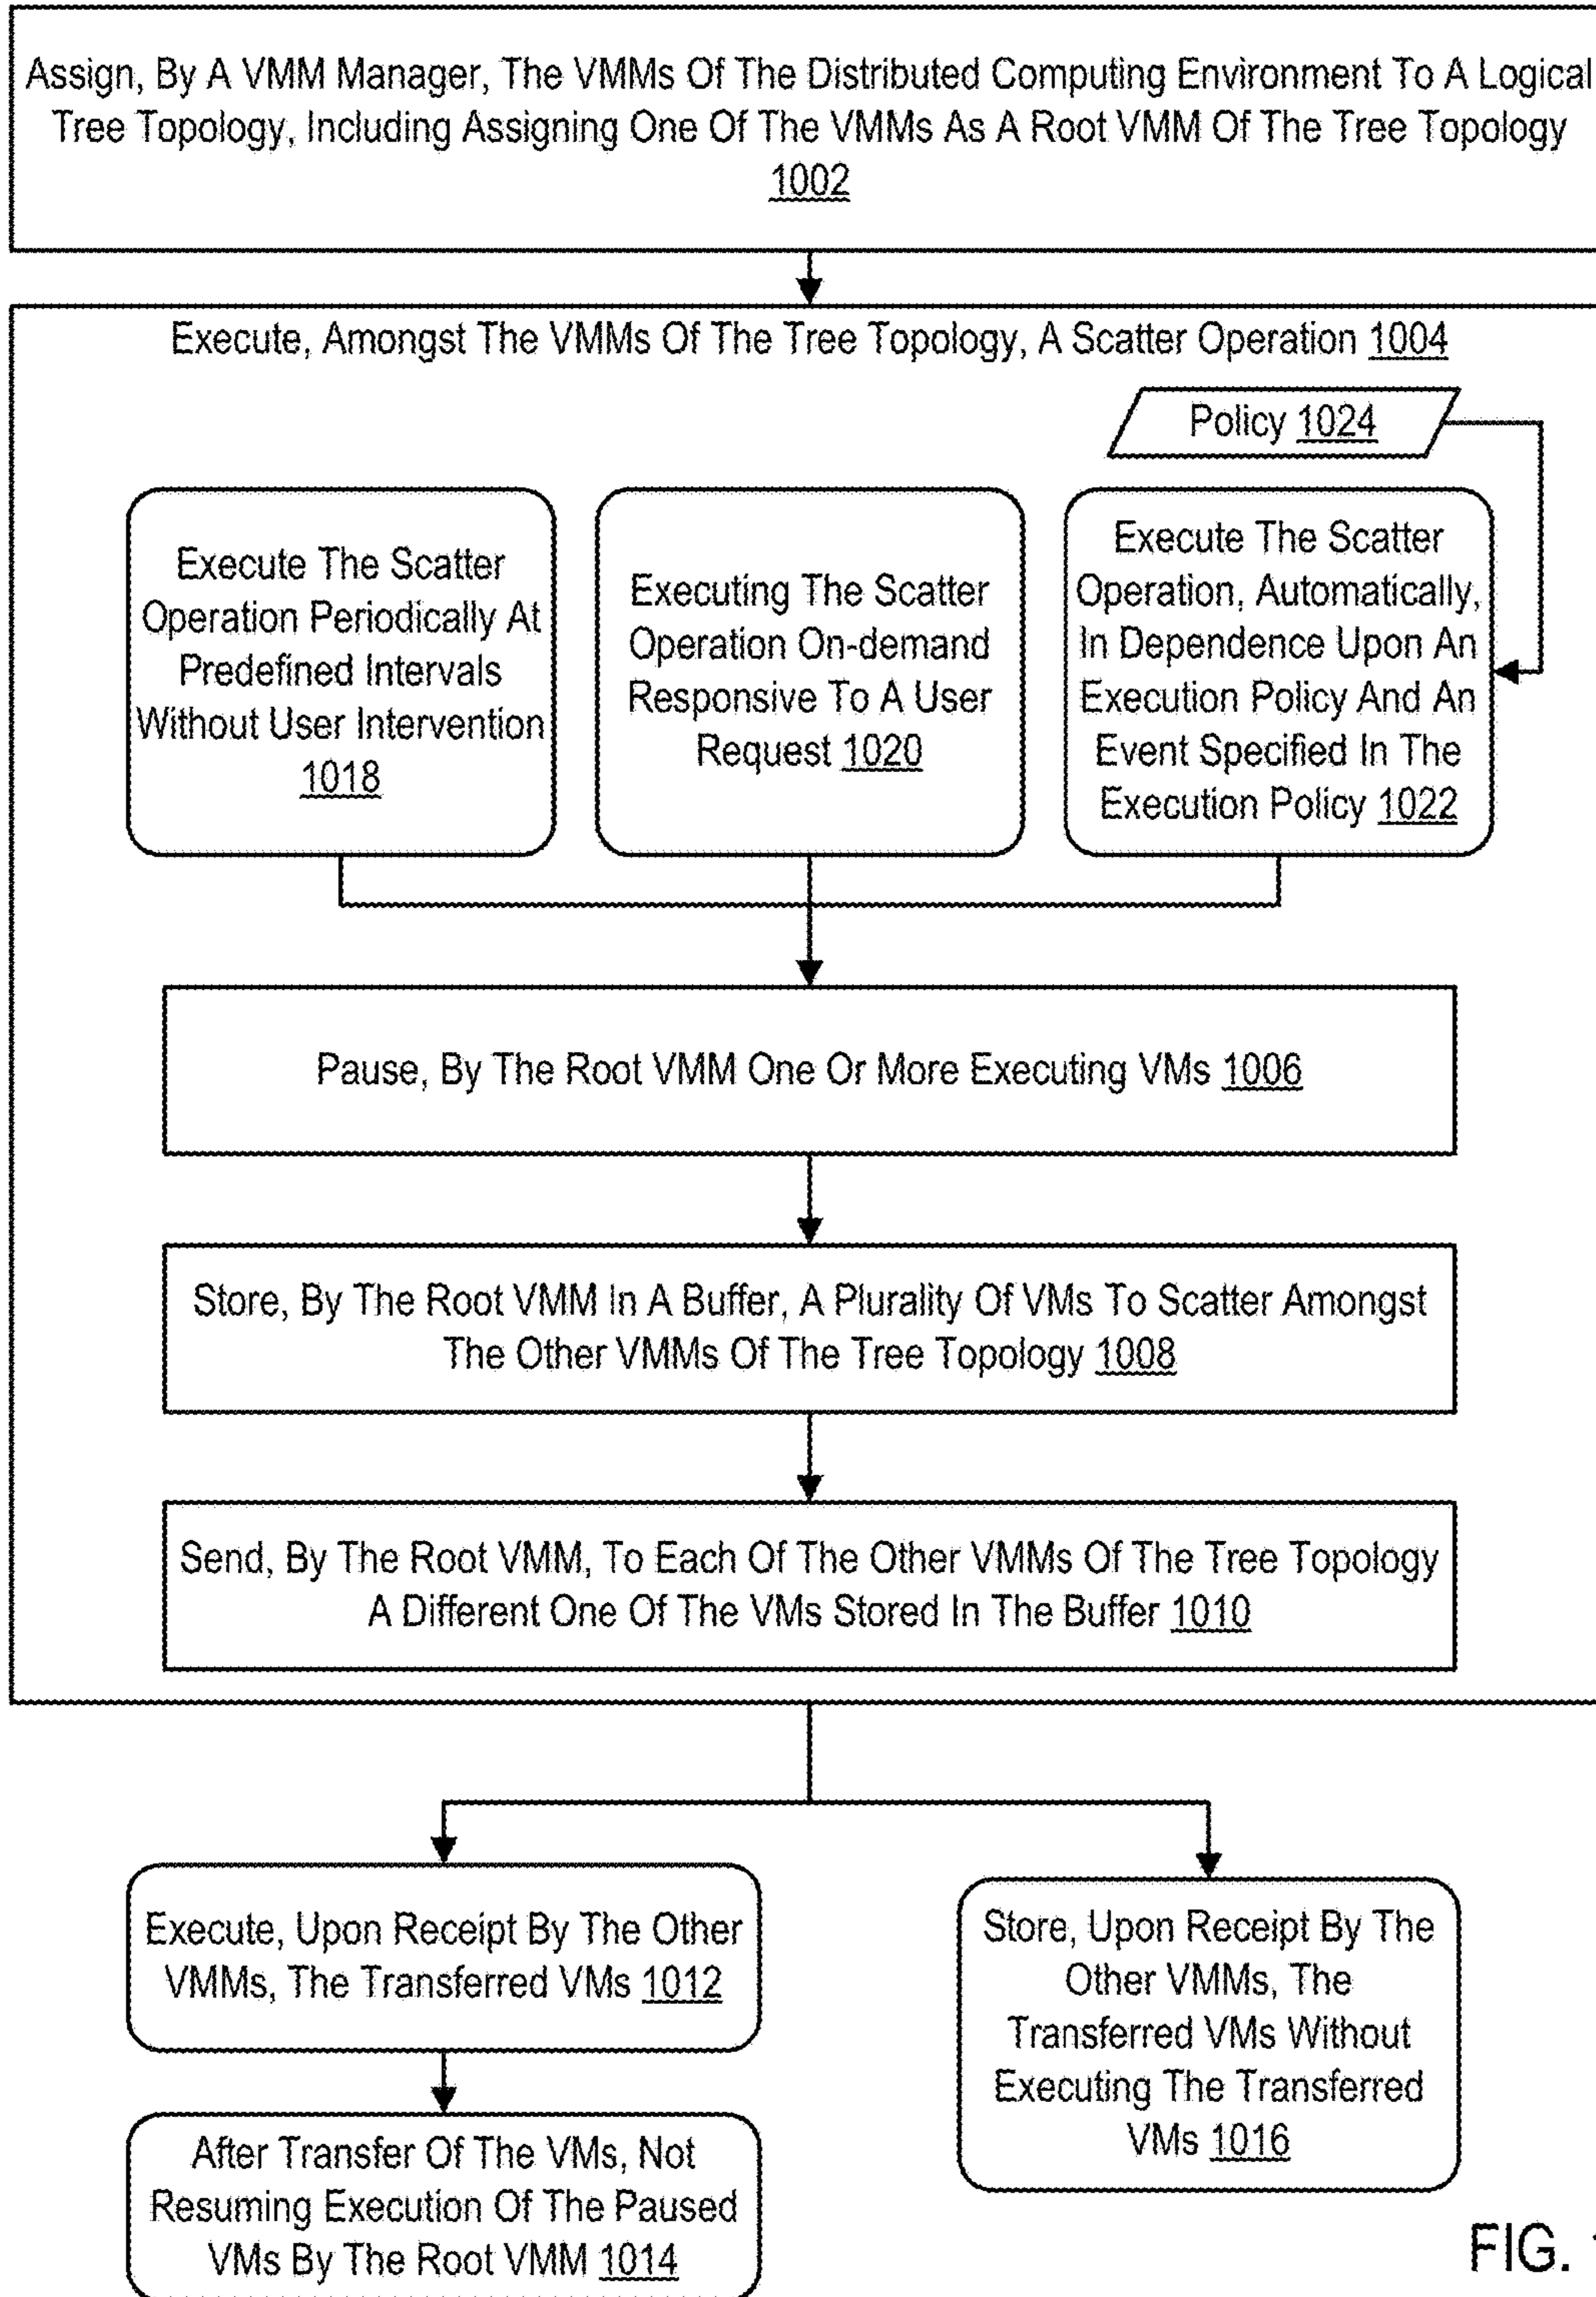 Assign, By A VMM Manager, The VMMs Of The Distributed Computing Environment To A Logical
Tree Topology, Including Assigning One Of The VMMs As A Root VMM Of The Tree Topology
1002
Execute, Amongst The VMMs Of The Tree Topology, A Scatter Operation 1004
Policy 1024
Execute The Scatter
Operation Periodically At
Predefined Intervals
Without User Intervention
1018
Executing The Scatter
Operation On-demand
Responsive To A User
Request 1020
Execute The Scatter
Operation, Automatically,
In Dependence Upon An
Execution Policy And An
Event Specified In The
Execution Policy 1022
Pause, By The Root VMM One Or More Executing VMs 1006
Store, By The Root VMM In A Buffer, A Plurality Of VMs To Scatter Amongst
The Other VMMs Of The Tree Topology 1008
Send, By The Root VMM, To Each Of The Other VMMs Of The Tree Topology
A Different One Of The VMs Stored In The Buffer 1010
Execute, Upon Receipt By The Other
VMMs, The Transferred VMs 1012
After Transfer Of The VMs, Not
Resuming Execution Of The Paused
VMs By The Root VMM 1014
Store, Upon Receipt By The
Other VMMs, The
Transferred VMs Without
Executing The Transferred
VMs 1016
FIG.